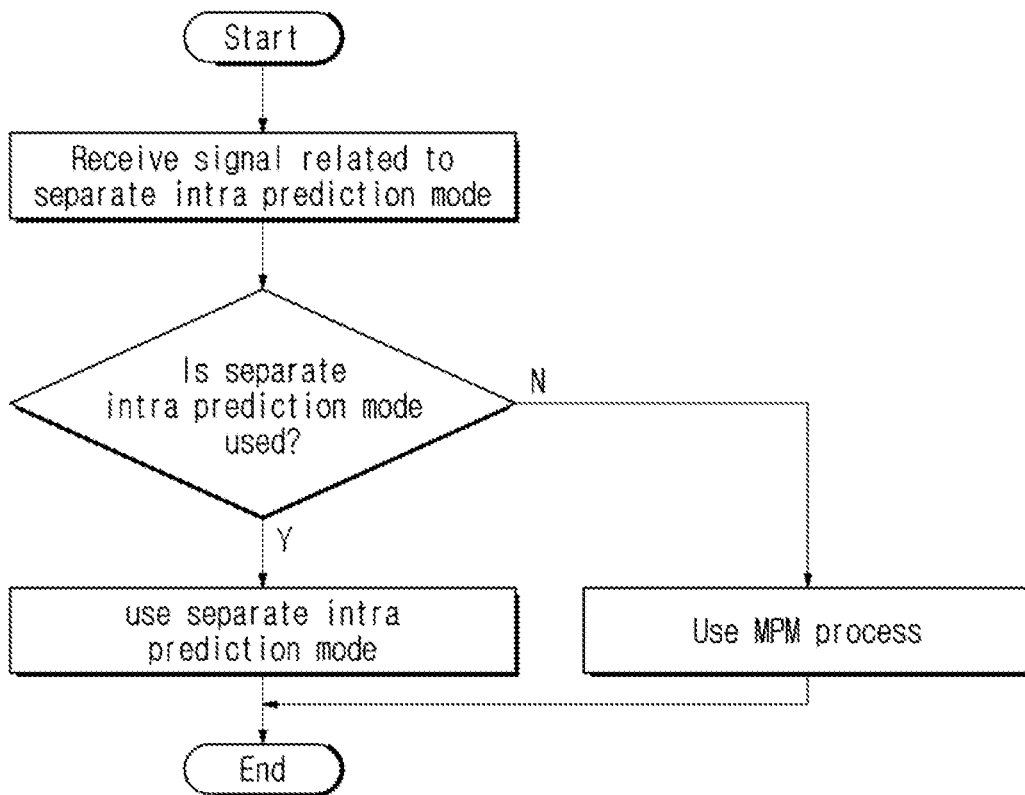 Start
Receive signal related to
separate intra prediction mode
Is separate
intra prediction mode
used?
N
Y
use separate intra
prediction mode
Use MPM process
End